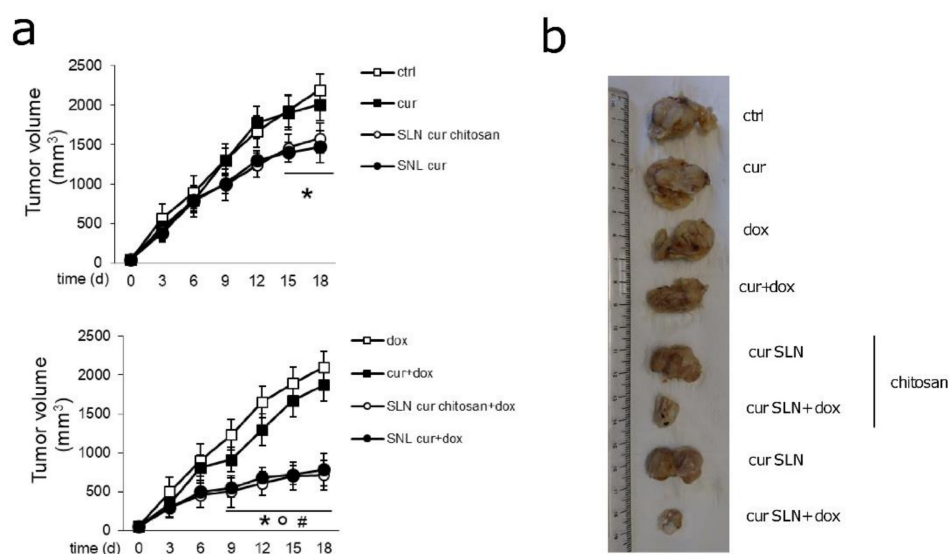 a
Tumor volume
(mm3)
2500
2000
1500
1000
500
0
time (d)
0 3 6 9 12 15 18
*
ctrl
cur
SLN cur chitosan
SNL cur
Tumor volume
(mm3)
2500
2000
1500
1000
500
0
time (d)
0 3 6 9 12 15 18
* o #
dox
cur+dox
SLN cur chitosan+dox
SNL cur+dox
b
ctrl
cur
dox
cur+dox
cur SLN
cur SLN+dox
chitosan
cur SLN
cur SLN+dox